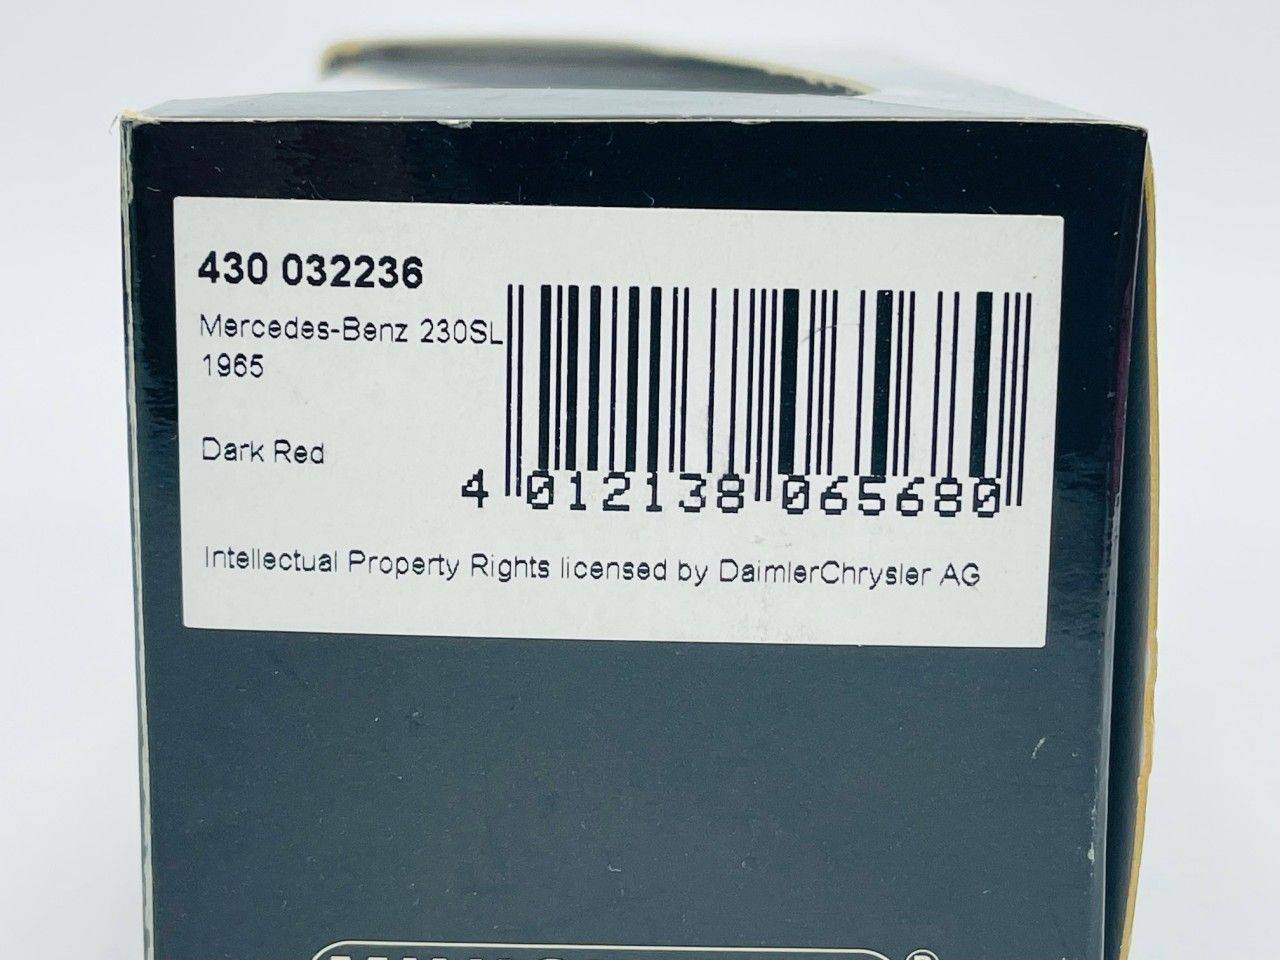 430 032236
Mercedes-Benz 230SL
1965
Dark Red
4 012138 065680
Intellectual Property Rights licensed by DaimlerChrysler AG